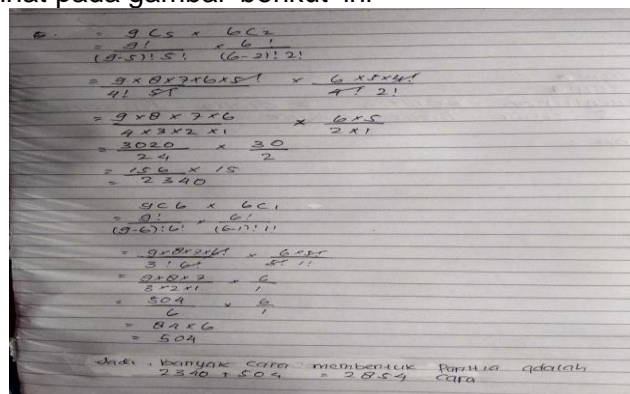 ihat pada gambar berikut ini
6. = 9C5 × 6C2
= 9! / (9-5)! 5! × 6! / (6-2)! 2!
= 9×8×7×6×5! / 4! 5! × 6×5×4! / 4! 2!
= 9×8×7×6 / 4×3×2×1 × 6×5 / 2×1
= 3020 / 24 × 30 / 2
= 156 × 15
= 2340
9C6 × 6C1
= 9! / (9-6)! 6! × 6! / (6-1)! 1!
= 9×8×7×6! / 3! 6! × 6×5! / 5! 1!
= 9×8×7 / 3×2×1 × 6 / 1
= 504 / 6 × 6 / 1
= 84×6
= 504
Jadi, banyak cara membentuk Panitia adalah
2340 + 504 = 2854 cara